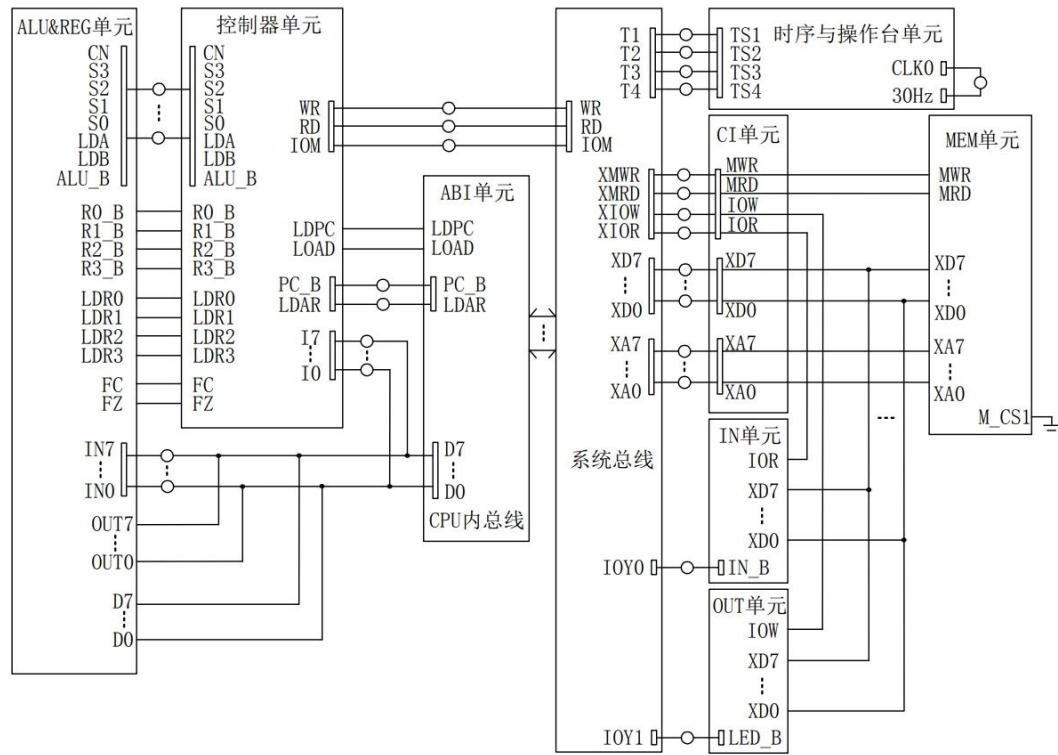 ALU&REG单元
CN
S3
S2
S1
S0
LDA
LDB
ALU_B
R0_B
R1_B
R2_B
R3_B
LDR0
LDR1
LDR2
LDR3
FC
FZ
IN7
IN0
OUT7
OUT0
D7
D0
控制器单元
CN
S3
S2
S1
S0
LDA
LDB
ALU_B
R0_B
R1_B
R2_B
R3_B
LDR0
LDR1
LDR2
LDR3
FC
FZ
WR
RD
IOM
LDPC
LOAD
PC_B
LDAR
I7
I0
ABI单元
LDPC
LOAD
PC_B
LDAR
D7
D0
CPU内总线
WR
RD
IOM
系统总线
T1
T2
T3
T4
XMWR
XMRD
XIOW
XIOR
XD7
XD0
XA7
XA0
IOY0
IOY1
时序与操作台单元
TS1
TS2
TS3
TS4
CLK0
30Hz
CI单元
MWR
MRD
IOW
IOR
XD7
XD0
XA7
XA0
MEM单元
MWR
MRD
XD7
XD0
XA7
XA0
M_CS1
IN单元
IOR
XD7
XD0
IN_B
OUT单元
IOW
XD7
XD0
LED_B